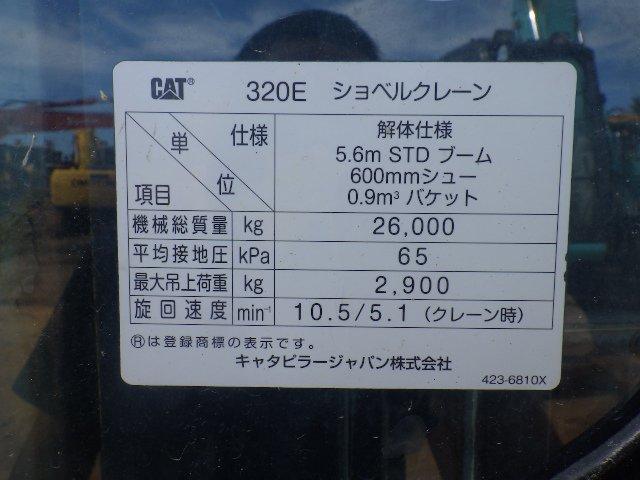 CAT® 320E ショベルクレーン
単位 仕様 解体仕様
5.6m STD ブーム
600mmシュー
項目 0.9m³ バケット
機械総質量 kg 26,000
平均接地圧 kPa 65
最大吊上荷重 kg 2,900
旋回速度 min⁻¹ 10.5/5.1 (クレーン時)
Ⓡは登録商標の表示です。
キャタピラージャパン株式会社
423-6810X